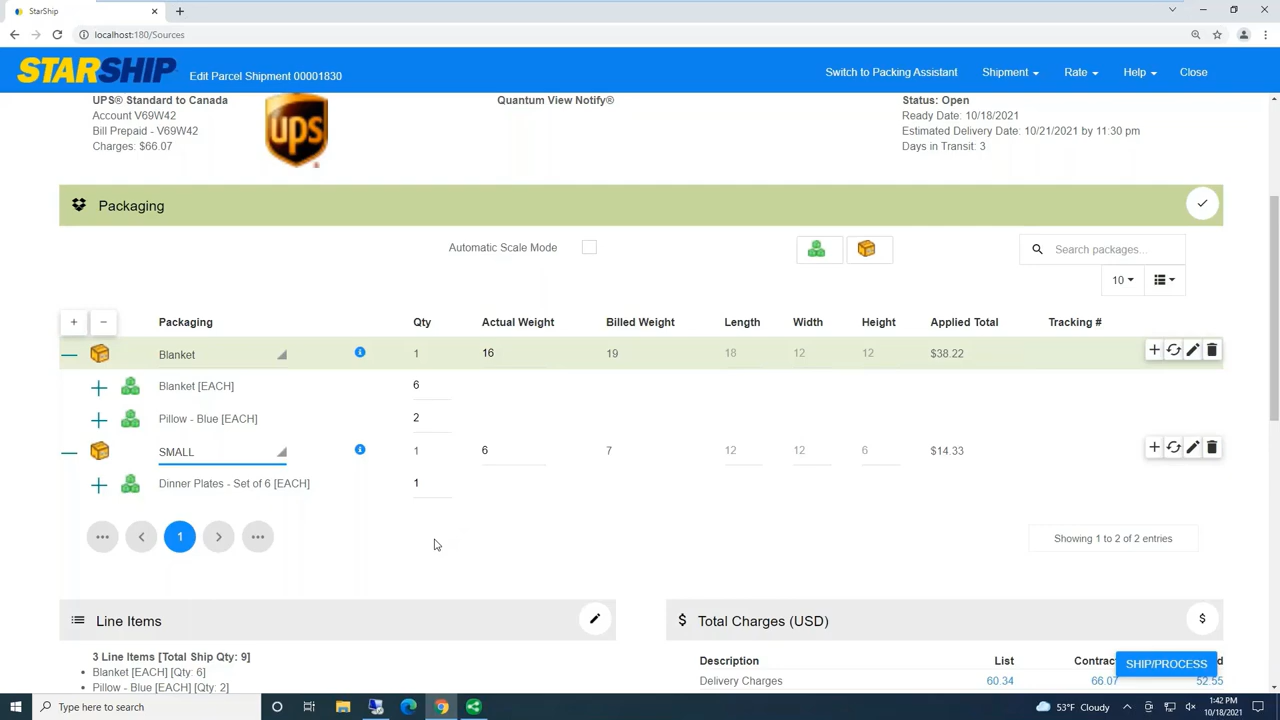 StarShip
localhost:180/Sources
STARSHIP Edit Parcel Shipment 00001830
Switch to Packing Assistant Shipment Rate Help Close
UPS® Standard to Canada
Account V69W42
Bill Prepaid - V69W42
Charges: $66.07
ups
Quantum View Notify®
Status: Open
Ready Date: 10/18/2021
Estimated Delivery Date: 10/21/2021 by 11:30 pm
Days in Transit: 3
Packaging
Automatic Scale Mode
Search packages...
10
Packaging Qty Actual Weight Billed Weight Length Width Height Applied Total Tracking #
Blanket 1 16 19 18 12 12 $38.22
Blanket [EACH] 6
Pillow - Blue [EACH] 2
SMALL 1 6 7 12 12 6 $14.33
Dinner Plates - Set of 6 [EACH] 1
1
Showing 1 to 2 of 2 entries
Line Items
3 Line Items [Total Ship Qty: 9]
Blanket [EACH] [Qty: 6]
Pillow - Blue [EACH] [Qty: 2]
$ Total Charges (USD) $
Description List
Delivery Charges 60.34 66.07 52.55
SHIP/PROCESS
Type here to search
53°F Cloudy
1:42 PM
10/18/2021